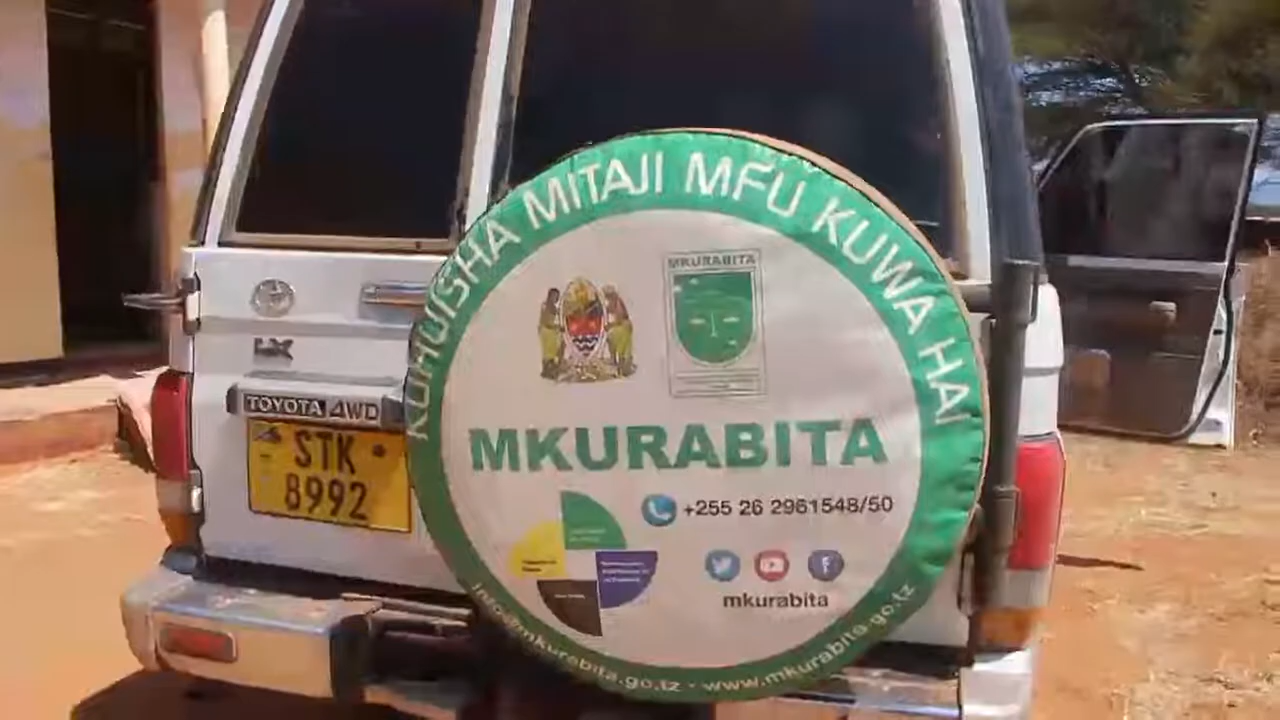 KUHUISHA MITAJI MFU KUWA HAI
MKURABITA
MKURABITA
+255 26 2961548/50
mkurabita
info@mkurabita.go.tz - www.mkurabita.go.tz
LX
TOYOTA 4WD
STK
8992